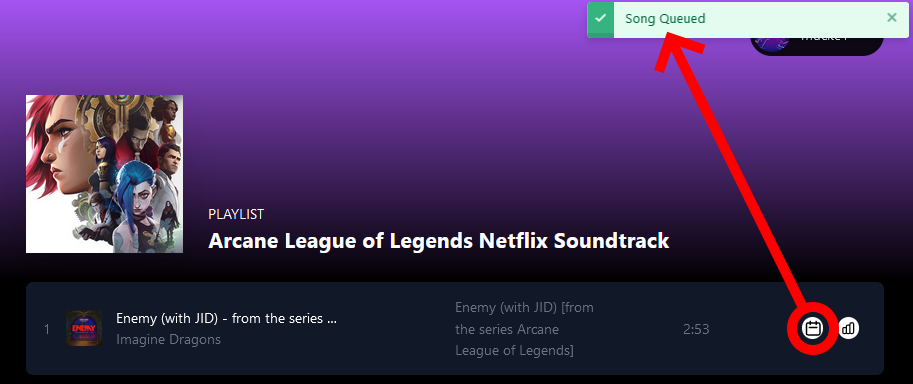 Song Queued
PLAYLIST
Arcane League of Legends Netflix Soundtrack
1
ENEMY
Enemy (with JID) - from the series ...
Imagine Dragons
Enemy (with JID) [from
the series Arcane
League of Legends]
2:53